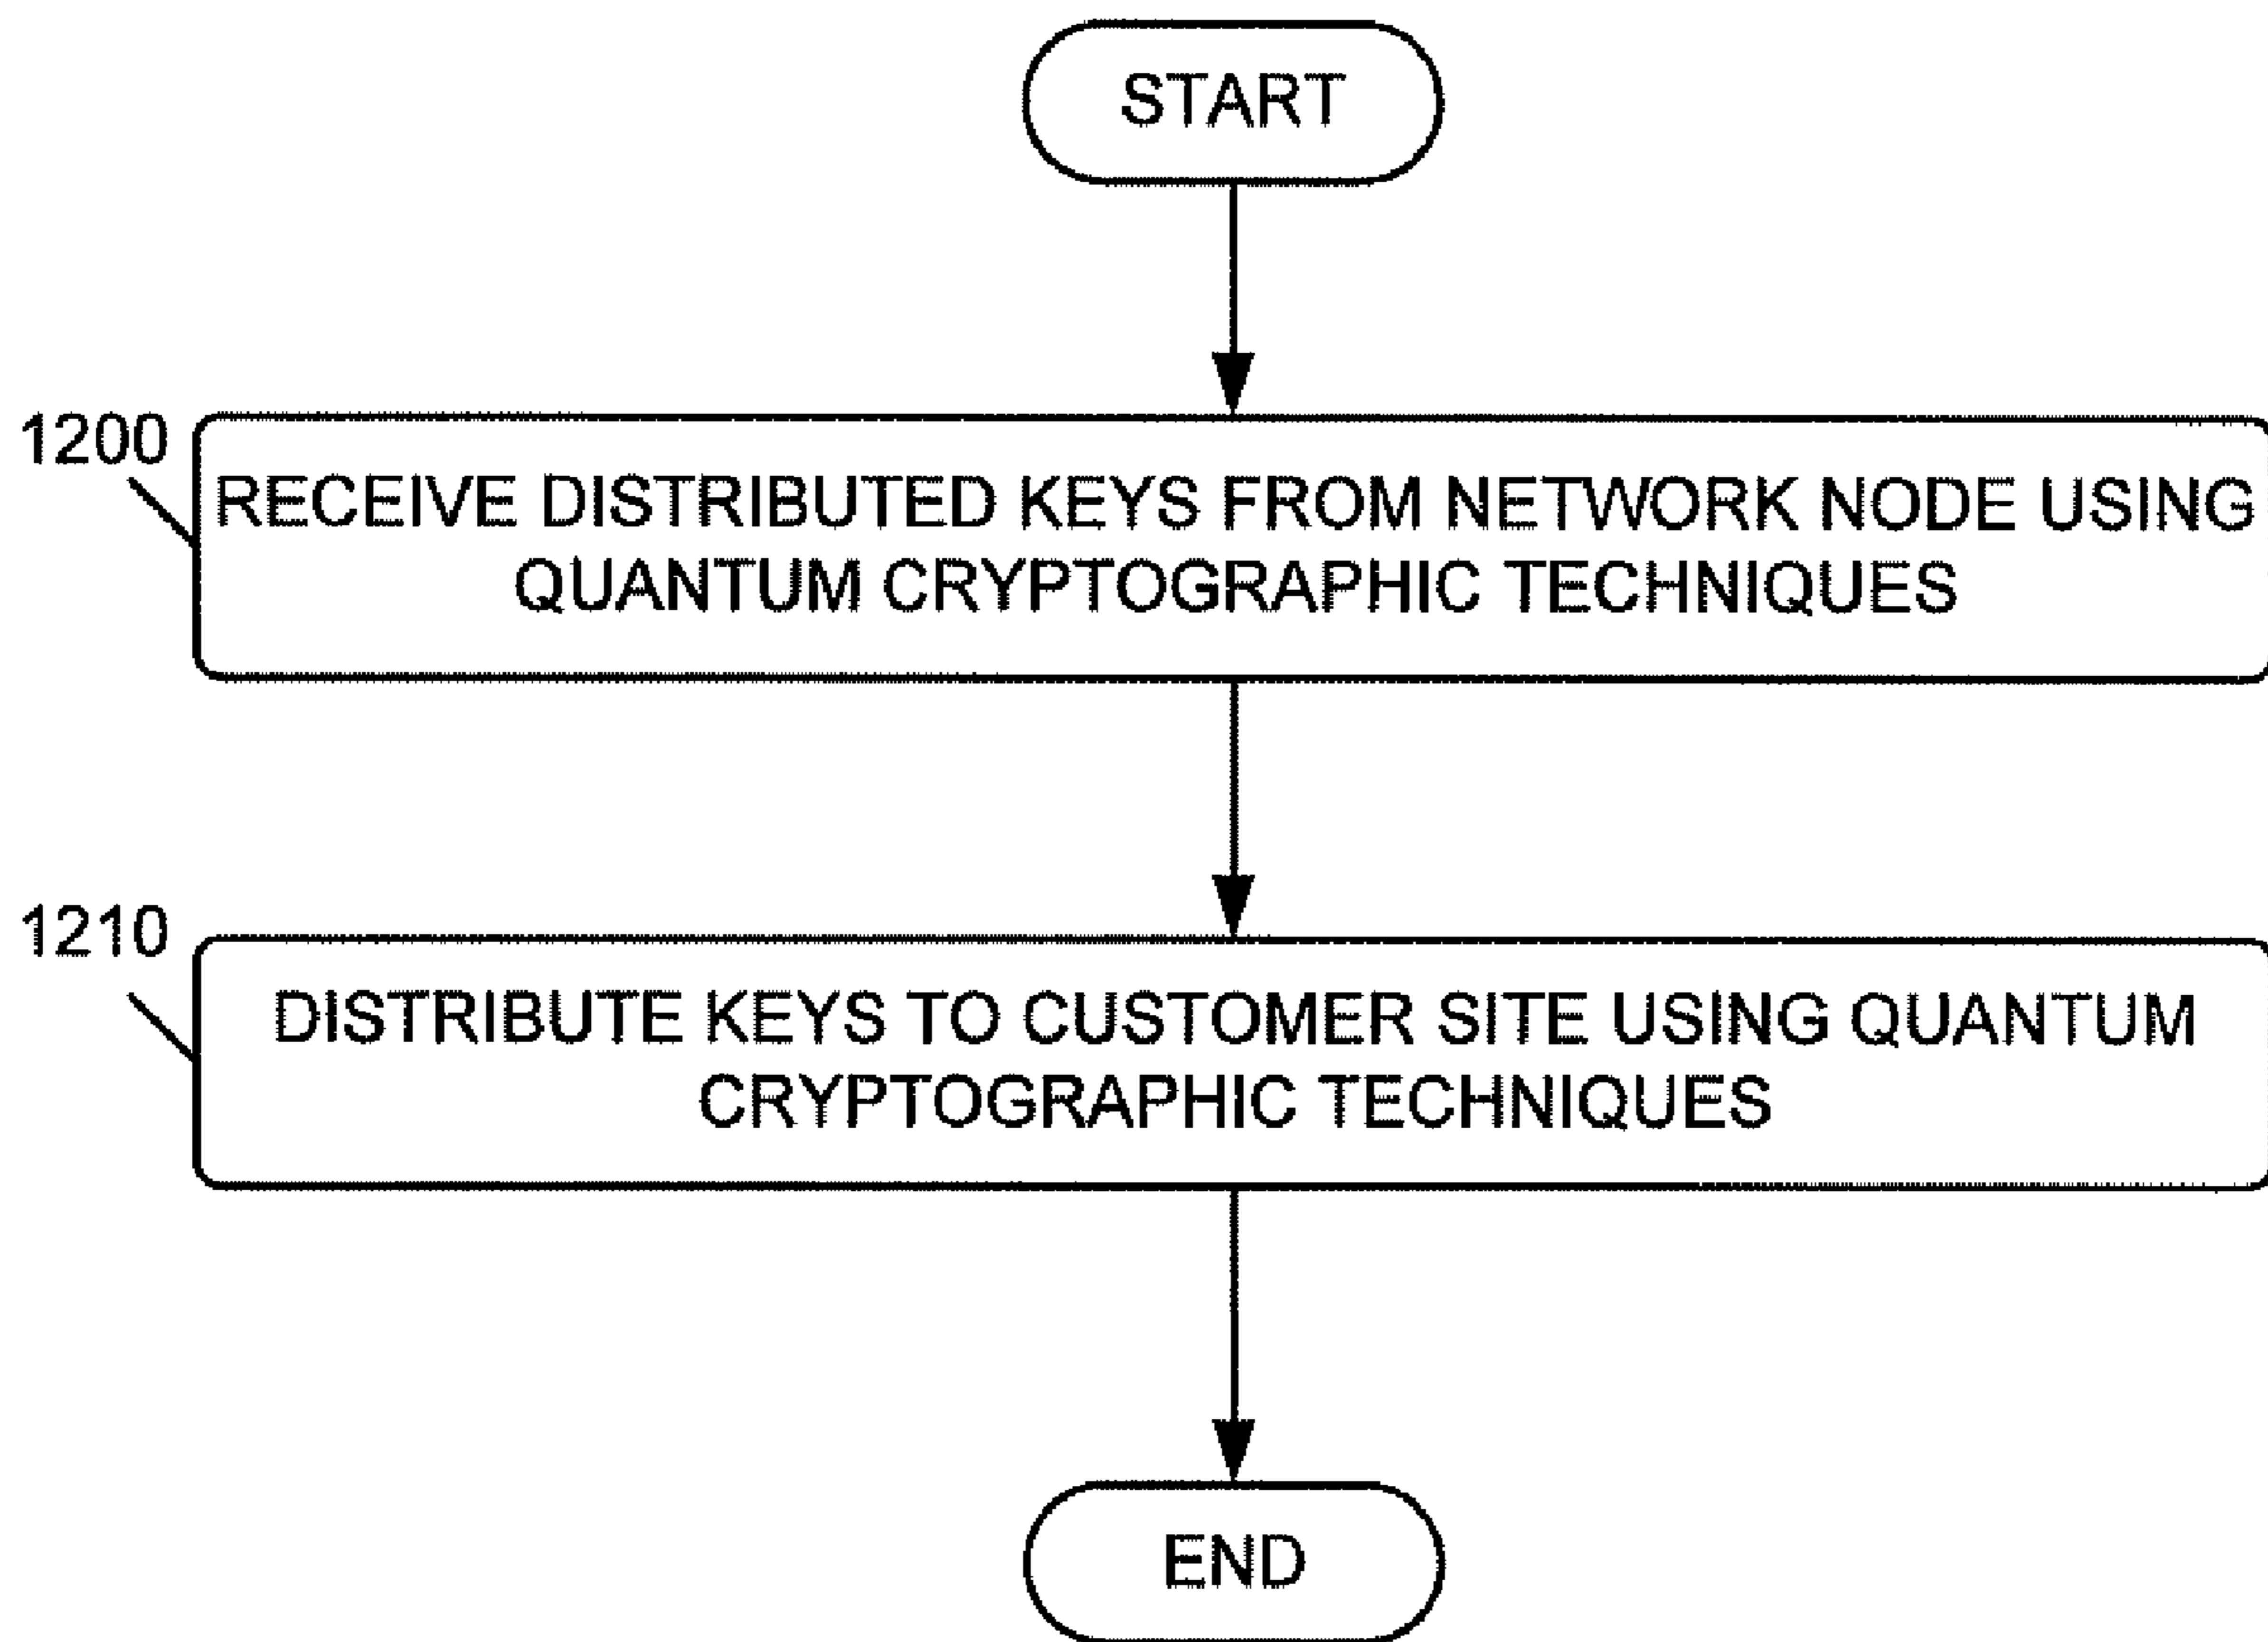 START
1200
RECEIVE DISTRIBUTED KEYS FROM NETWORK NODE USING
QUANTUM CRYPTOGRAPHIC TECHNIQUES
1210
DISTRIBUTE KEYS TO CUSTOMER SITE USING QUANTUM
CRYPTOGRAPHIC TECHNIQUES
END